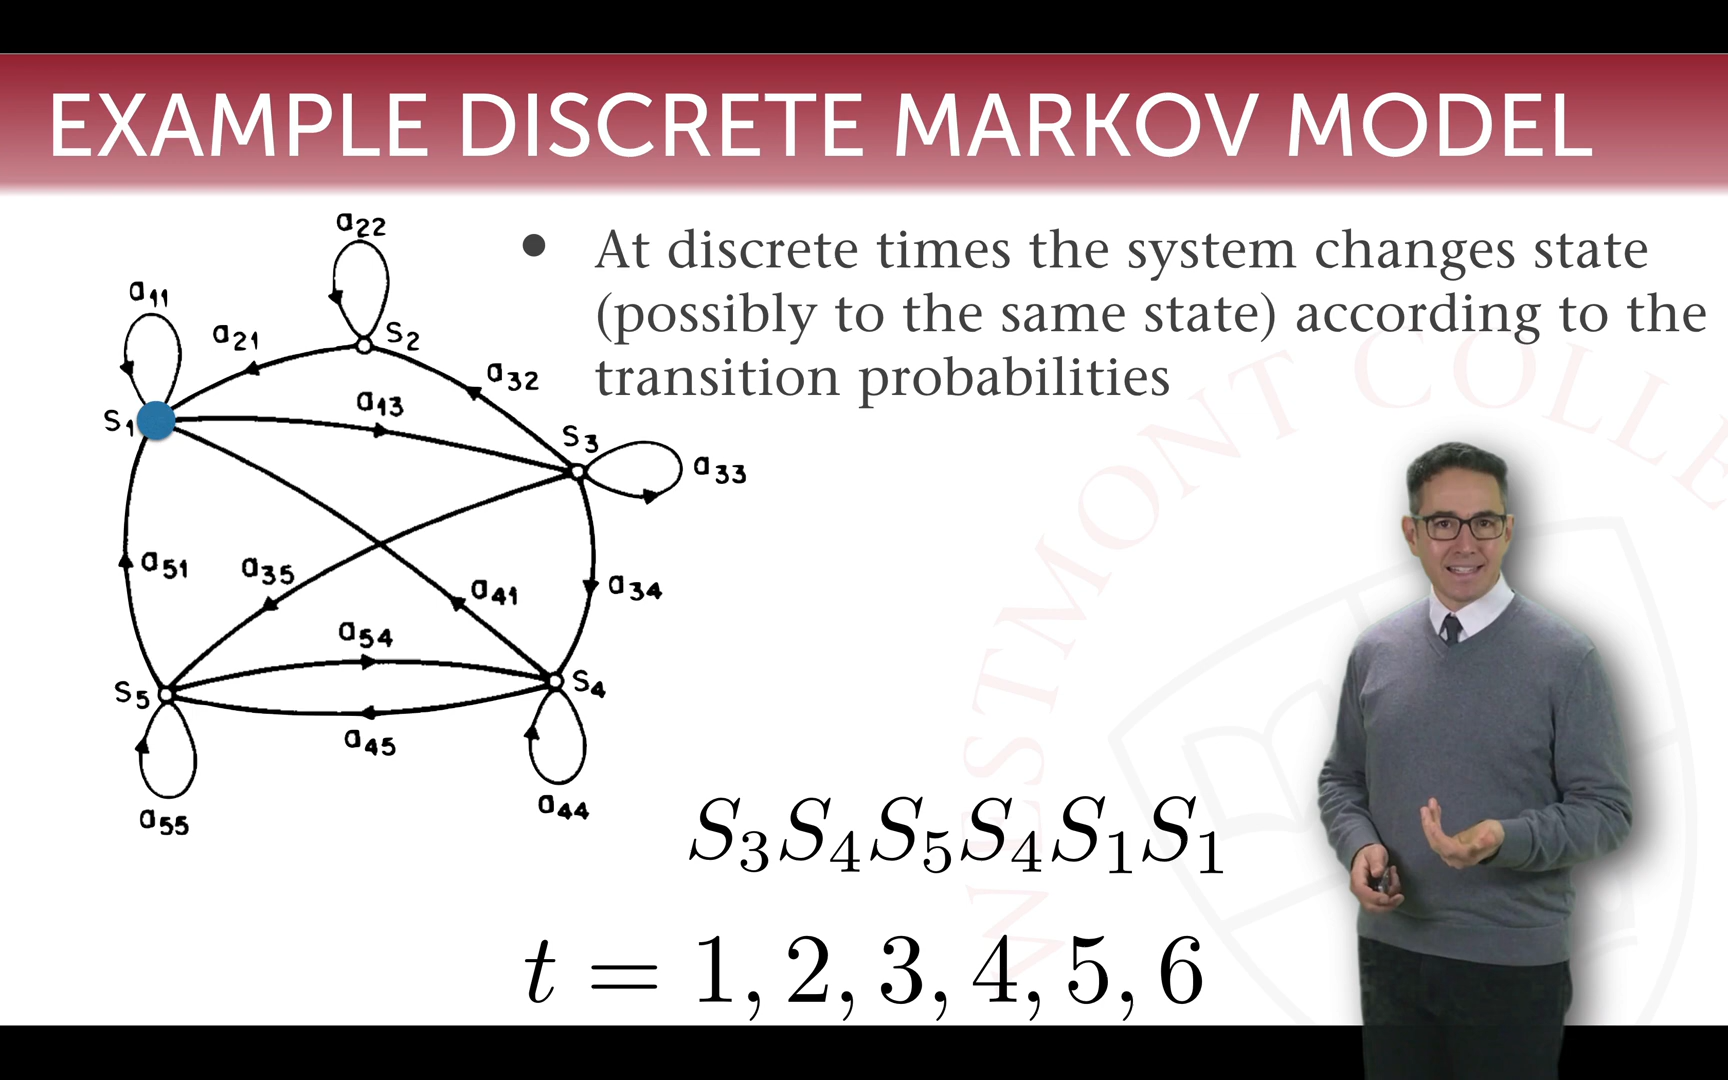 EXAMPLE DISCRETE MARKOV MODEL
• At discrete times the system changes state
(possibly to the same state) according to the
transition probabilities
a22
a11
a21
S2
a32
a13
S1
S3
a33
a51
a35
a41
a34
a54
S5
S4
a45
a44
a55
S3S4S5S4S1S1
t = 1, 2, 3, 4, 5, 6
WESTMONT COLLE